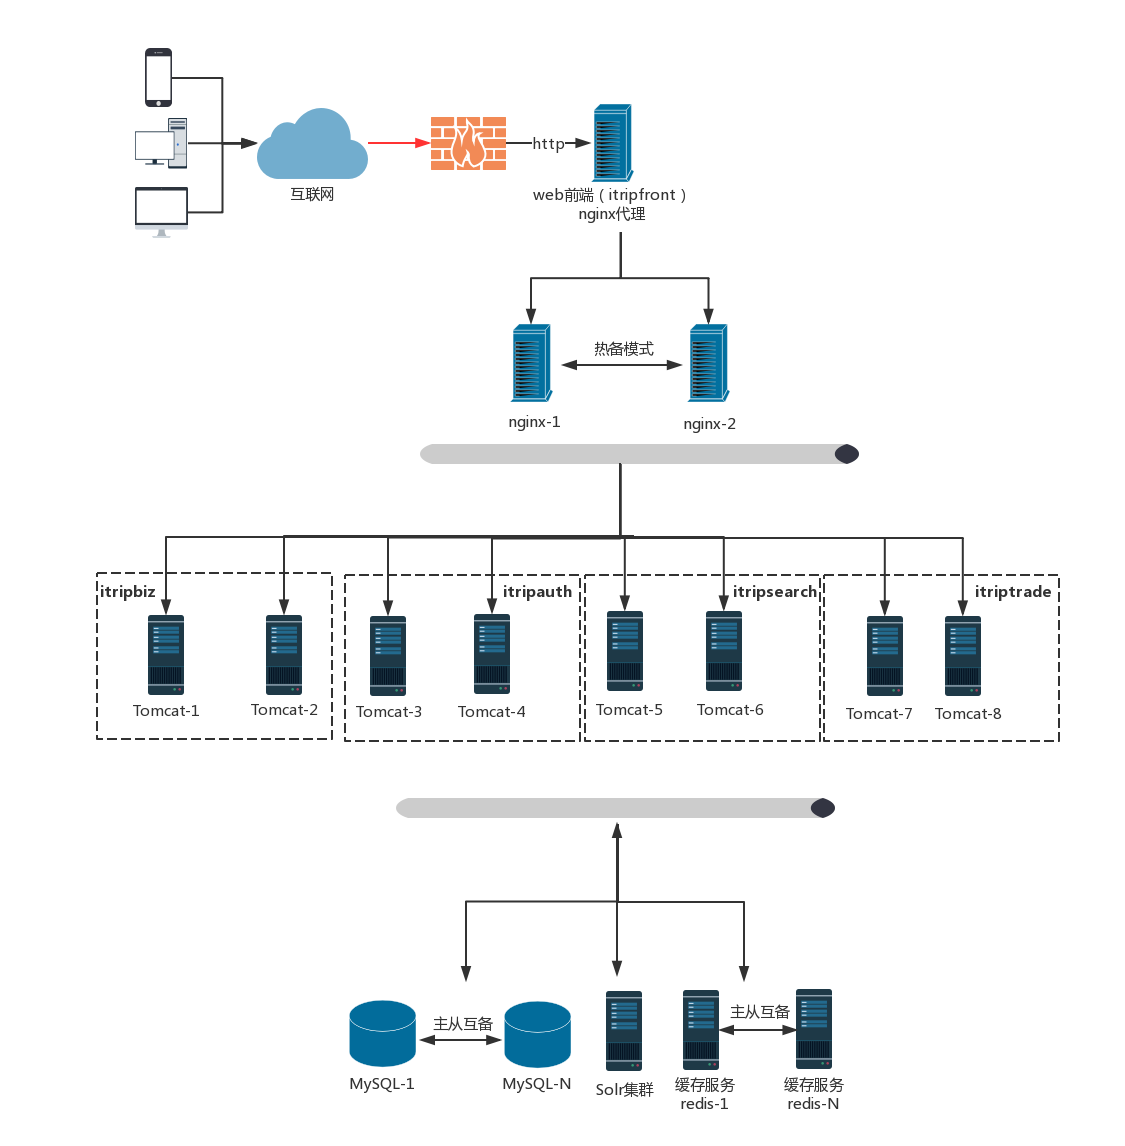 互联网
http
web前端（itripfront）
nginx代理
热备模式
nginx-1
nginx-2
itripbiz
itripauth
itripsearch
itriptrade
Tomcat-1
Tomcat-2
Tomcat-3
Tomcat-4
Tomcat-5
Tomcat-6
Tomcat-7
Tomcat-8
主从互备
主从互备
MySQL-1
MySQL-N
Solr集群
缓存服务
redis-1
缓存服务
redis-N